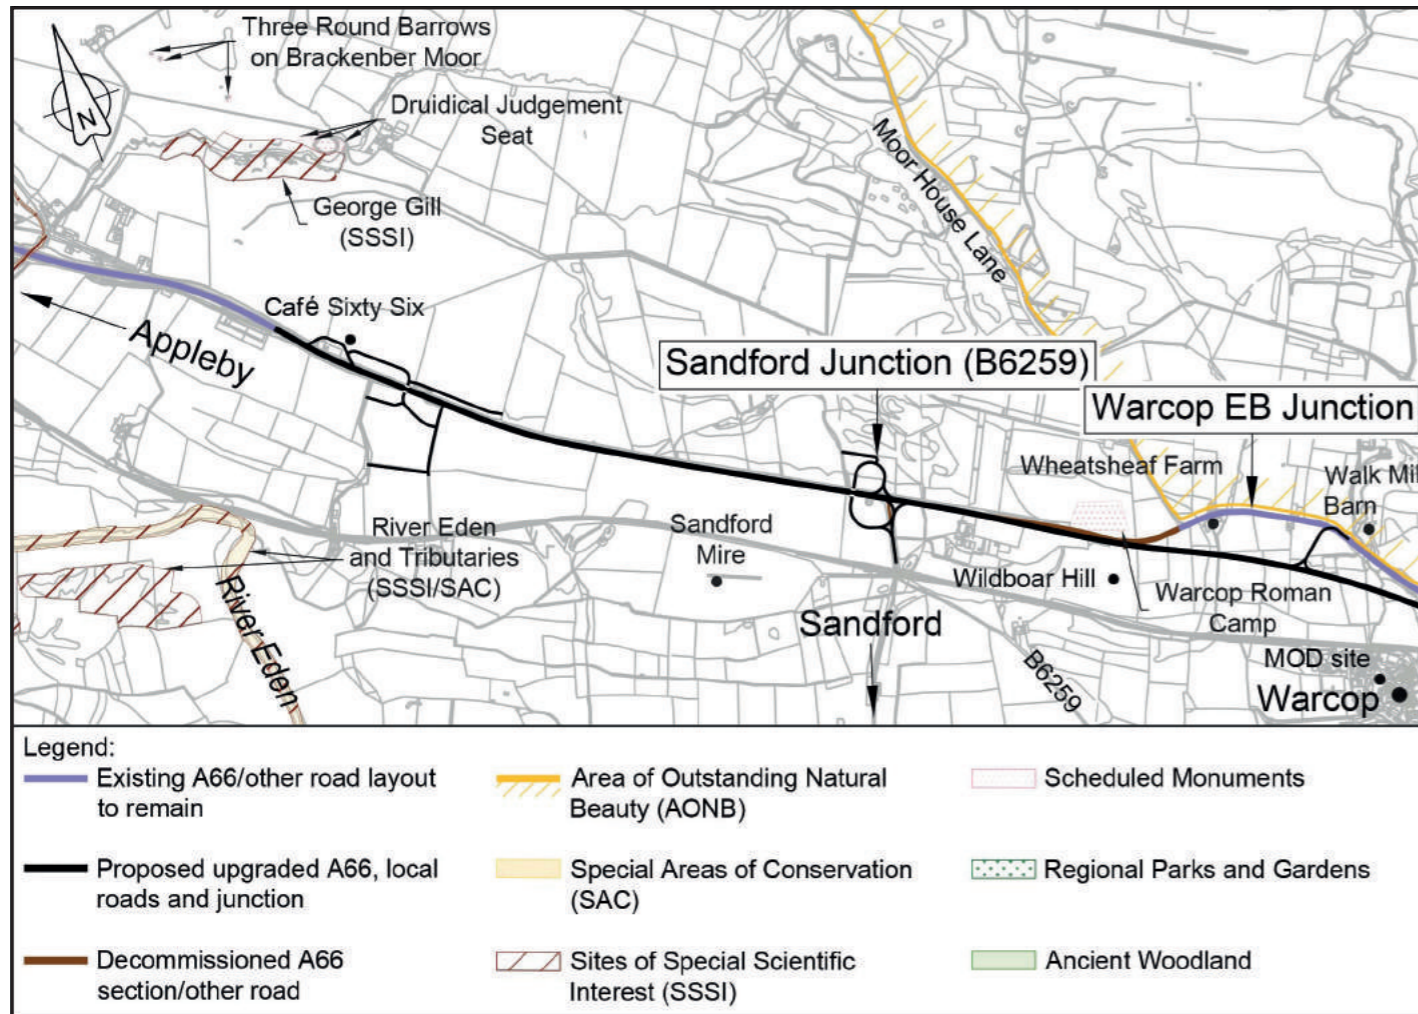 Three Round Barrows
on Brackenber Moor
N
Druidical Judgement
Seat
George Gill
(SSSI)
Moor House Lane
Café Sixty Six
Appleby
Sandford Junction (B6259)
Warcop EB Junction
Wheatsheaf Farm
Walk Mil
Barn
River Eden
and Tributaries
(SSSI/SAC)
Sandford
Mire
Wildboar Hill
Warcop Roman
Camp
River Eden
Sandford
B6259
MOD site
Warcop
Legend:
Existing A66/other road layout
to remain
Proposed upgraded A66, local
roads and junction
Decommissioned A66
section/other road
Area of Outstanding Natural
Beauty (AONB)
Special Areas of Conservation
(SAC)
Sites of Special Scientific
Interest (SSSI)
Scheduled Monuments
Regional Parks and Gardens
Ancient Woodland